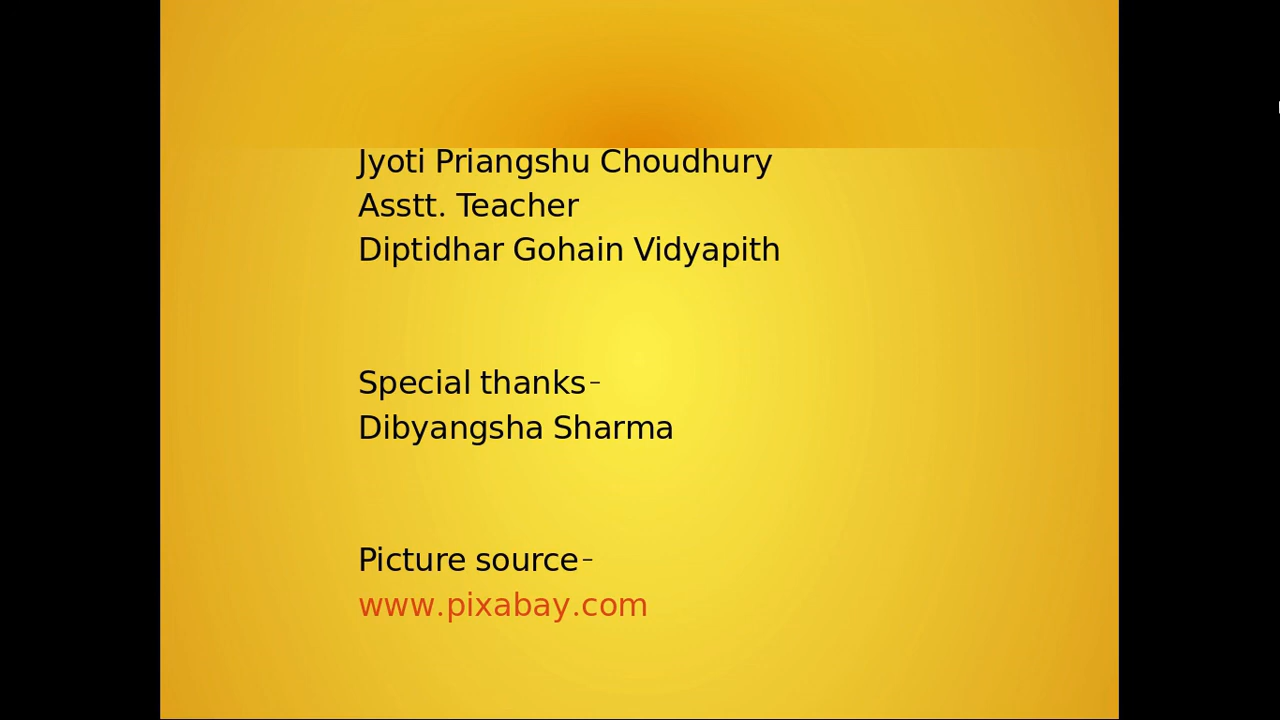 Jyoti Priangshu Choudhury
Asstt. Teacher
Diptidhar Gohain Vidyapith
Special thanks-
Dibyangsha Sharma
Picture source-
www.pixabay.com